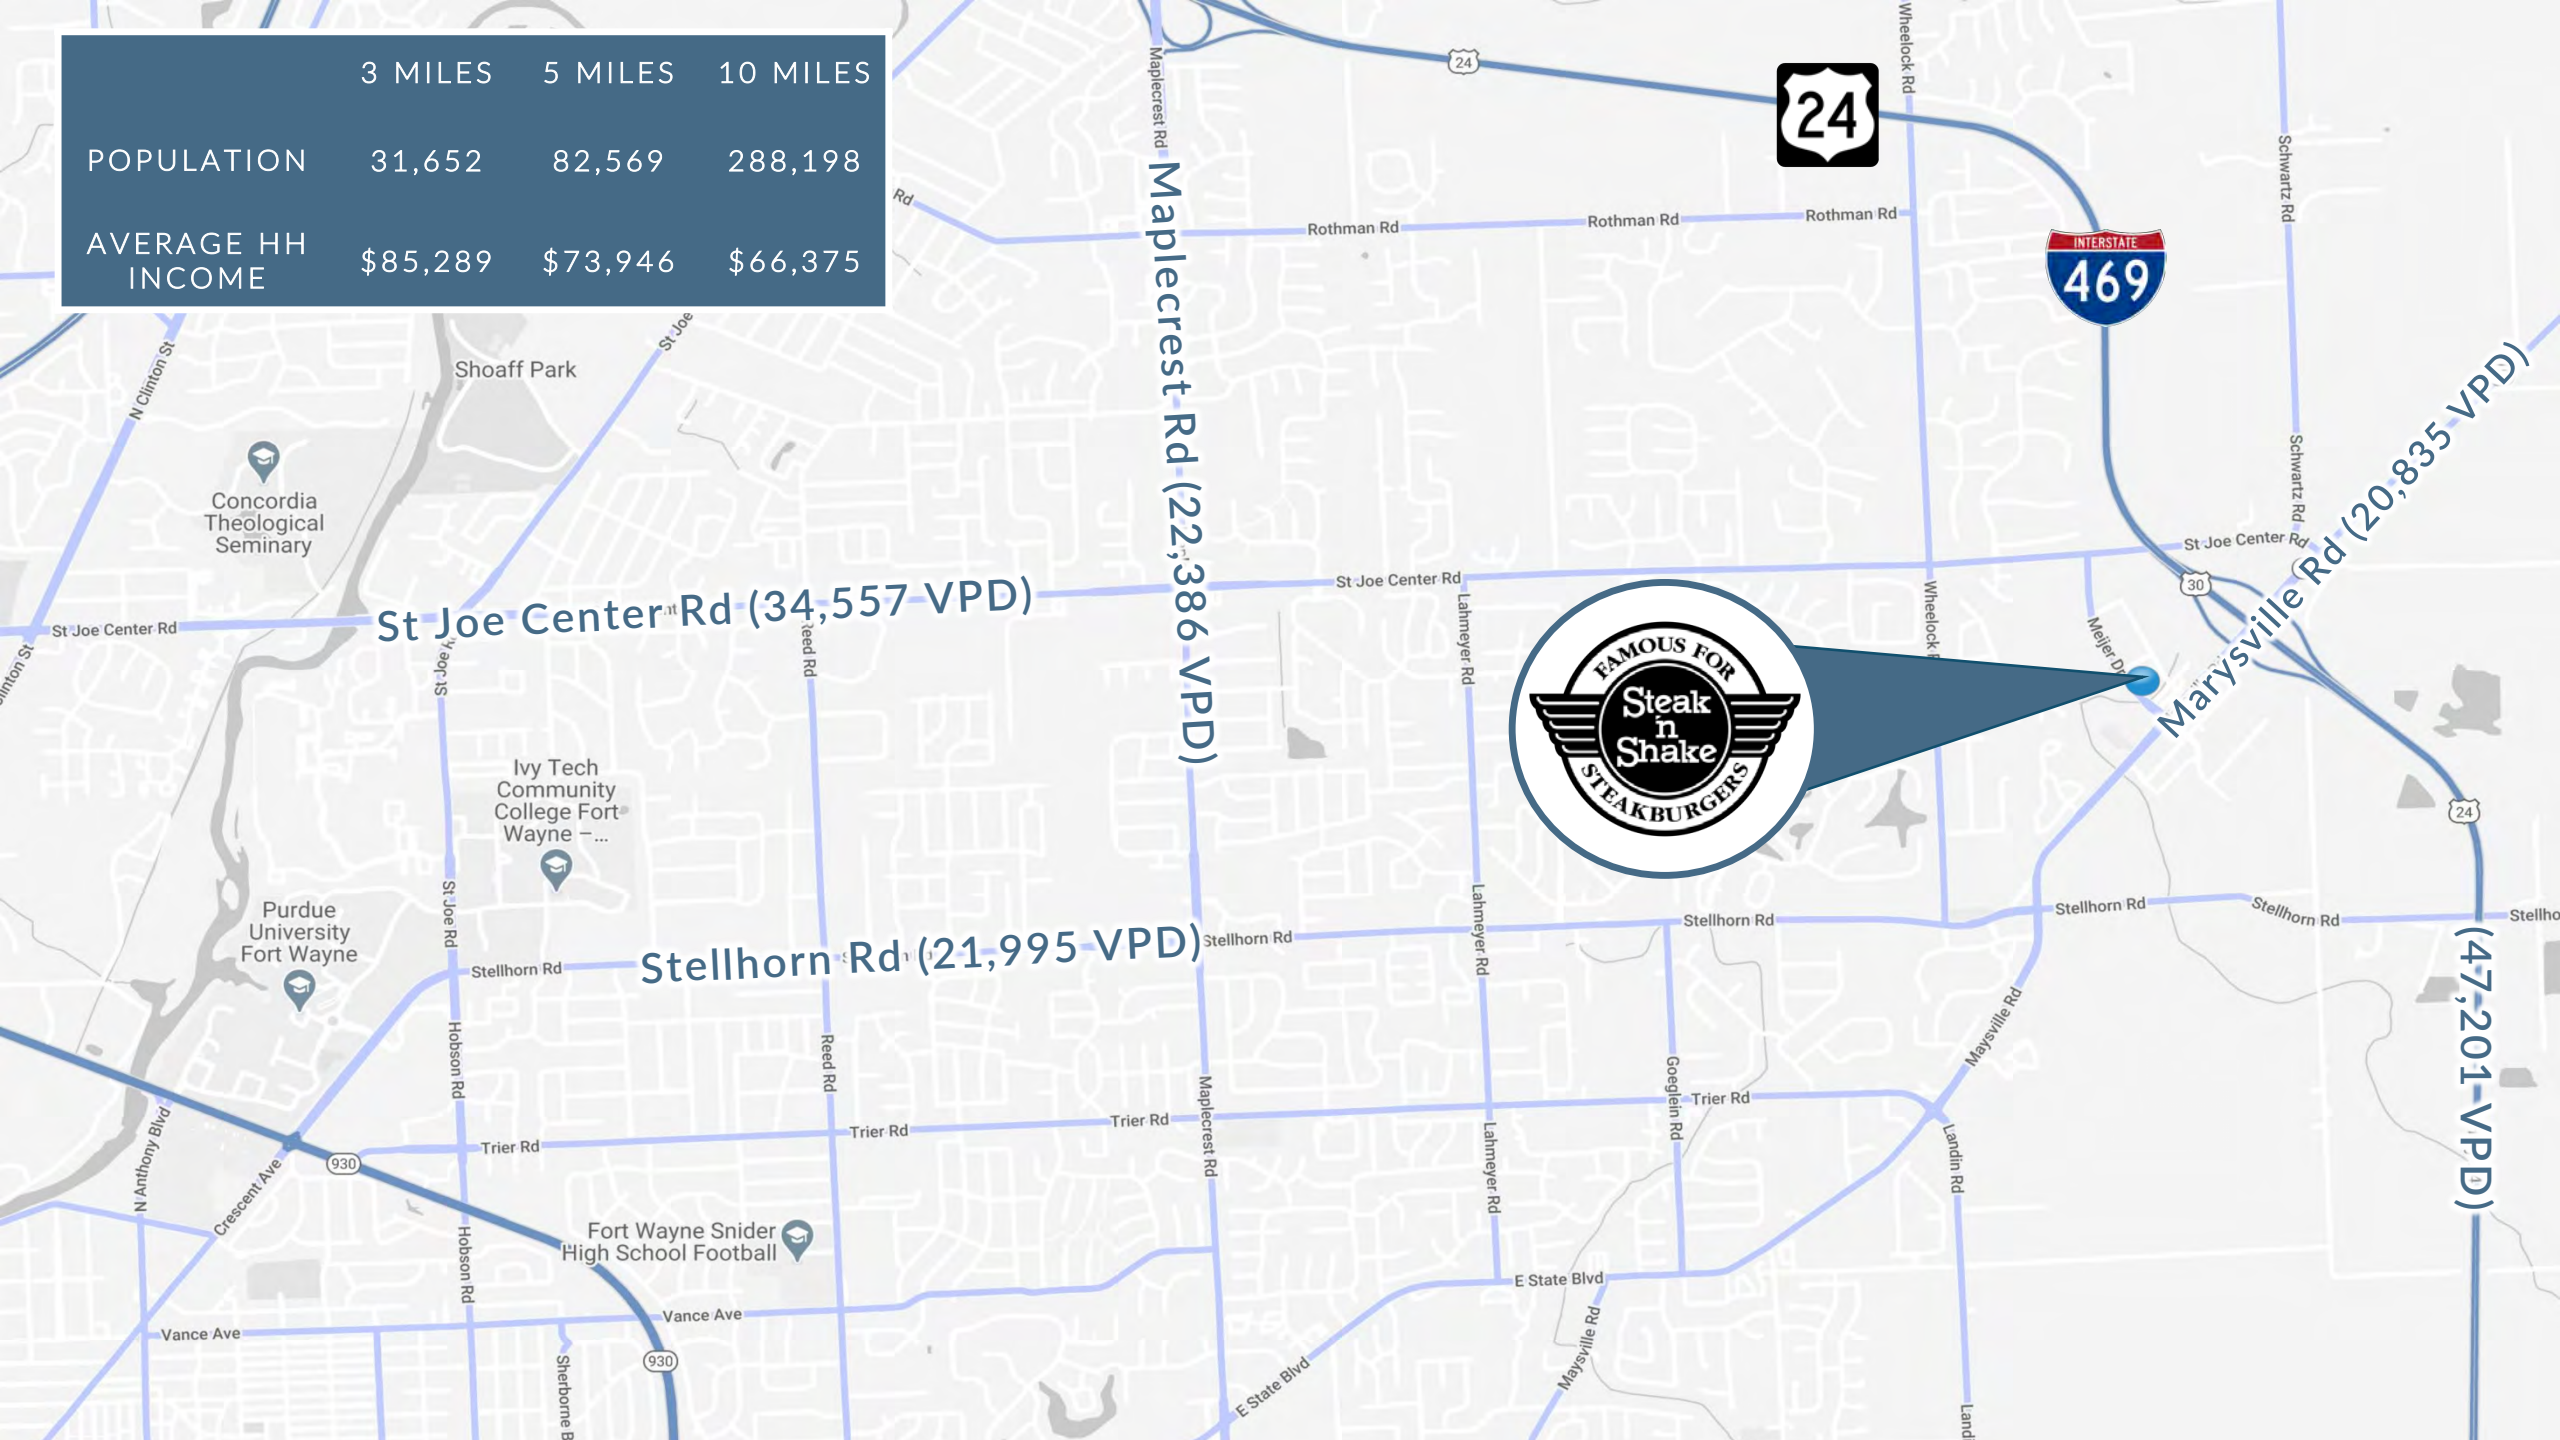 3 MILES 5 MILES 10 MILES
POPULATION 31,652 82,569 288,198
AVERAGE HH
INCOME $85,289 $73,946 $66,375
Maplecrest Rd
24
24
Wheelock Rd
Schwartz Rd
Rd
Rothman Rd
Rothman Rd
Rothman Rd
INTERSTATE
469
N Clinton St
St Joe
Shoaff Park
Maplecrest Rd (22,386 VPD)
Concordia
Theological
Seminary
Schwartz Rd
St Joe Center Rd
30
Marysville Rd (20,835 VPD)
St Joe Center Rd
St Joe Center Rd (34,557 VPD)
St Joe Center Rd
Reed Rd
Lahmeyer Rd
Meijer Dr
FAMOUS FOR
Steak
'n
Shake
STEAKBURGERS
Ivy Tech
Community
College Fort
Wayne –...
24
St Joe Rd
Purdue
University
Fort Wayne
Stellhorn Rd
Stellhorn Rd (21,995 VPD)
Stellhorn Rd
Lahmeyer Rd
Stellhorn Rd
Stellhorn Rd
Stellhorn Rd
Stellho
(47,201 VPD)
Hobson Rd
Reed Rd
Maplecrest Rd
Goeglein Rd
Maysville Rd
N Anthony Blvd
Crescent Ave
930
Trier Rd
Trier Rd
Trier Rd
Trier Rd
Lahmeyer Rd
Landin Rd
Hobson Rd
Fort Wayne Snider
High School Football
E State Blvd
Vance Ave
Vance Ave
930
Sherborne B
E State Blvd
Maysville Rd
Landi